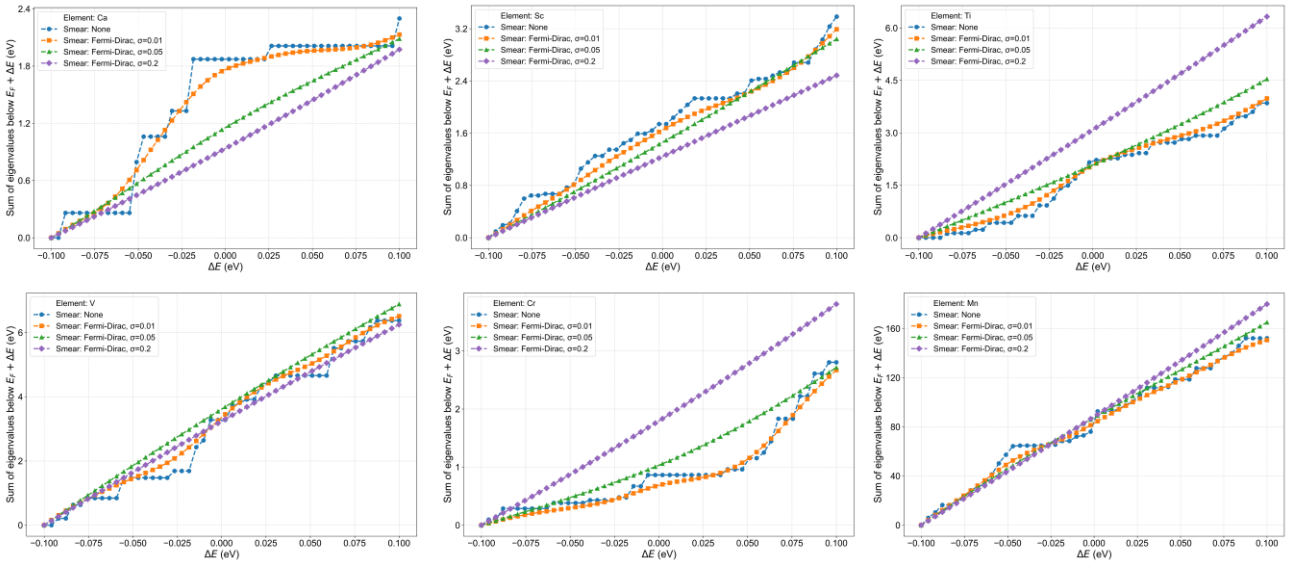 Element: Ca
Smear: None
Smear: Fermi-Dirac, σ=0.01
Smear: Fermi-Dirac, σ=0.05
Smear: Fermi-Dirac, σ=0.2
Sum of eigenvalues below E_F + ΔE (eV)
2.4
1.8
1.2
0.6
0.0
−0.100 −0.075 −0.050 −0.025 0.000 0.025 0.050 0.075 0.100
ΔE (eV)
Element: Sc
Smear: None
Smear: Fermi-Dirac, σ=0.01
Smear: Fermi-Dirac, σ=0.05
Smear: Fermi-Dirac, σ=0.2
Sum of eigenvalues below E_F + ΔE (eV)
3.2
2.4
1.6
0.8
0.0
−0.100 −0.075 −0.050 −0.025 0.000 0.025 0.050 0.075 0.100
ΔE (eV)
Element: Ti
Smear: None
Smear: Fermi-Dirac, σ=0.01
Smear: Fermi-Dirac, σ=0.05
Smear: Fermi-Dirac, σ=0.2
Sum of eigenvalues below E_F + ΔE (eV)
6.0
4.5
3.0
1.5
0.0
−0.100 −0.075 −0.050 −0.025 0.000 0.025 0.050 0.075 0.100
ΔE (eV)
Element: V
Smear: None
Smear: Fermi-Dirac, σ=0.01
Smear: Fermi-Dirac, σ=0.05
Smear: Fermi-Dirac, σ=0.2
Sum of eigenvalues below E_F + ΔE (eV)
6
4
2
0
−0.100 −0.075 −0.050 −0.025 0.000 0.025 0.050 0.075 0.100
ΔE (eV)
Element: Cr
Smear: None
Smear: Fermi-Dirac, σ=0.01
Smear: Fermi-Dirac, σ=0.05
Smear: Fermi-Dirac, σ=0.2
Sum of eigenvalues below E_F + ΔE (eV)
3
2
1
0
−0.100 −0.075 −0.050 −0.025 0.000 0.025 0.050 0.075 0.100
ΔE (eV)
Element: Mn
Smear: None
Smear: Fermi-Dirac, σ=0.01
Smear: Fermi-Dirac, σ=0.05
Smear: Fermi-Dirac, σ=0.2
Sum of eigenvalues below E_F + ΔE (eV)
160
120
80
40
0
−0.100 −0.075 −0.050 −0.025 0.000 0.025 0.050 0.075 0.100
ΔE (eV)